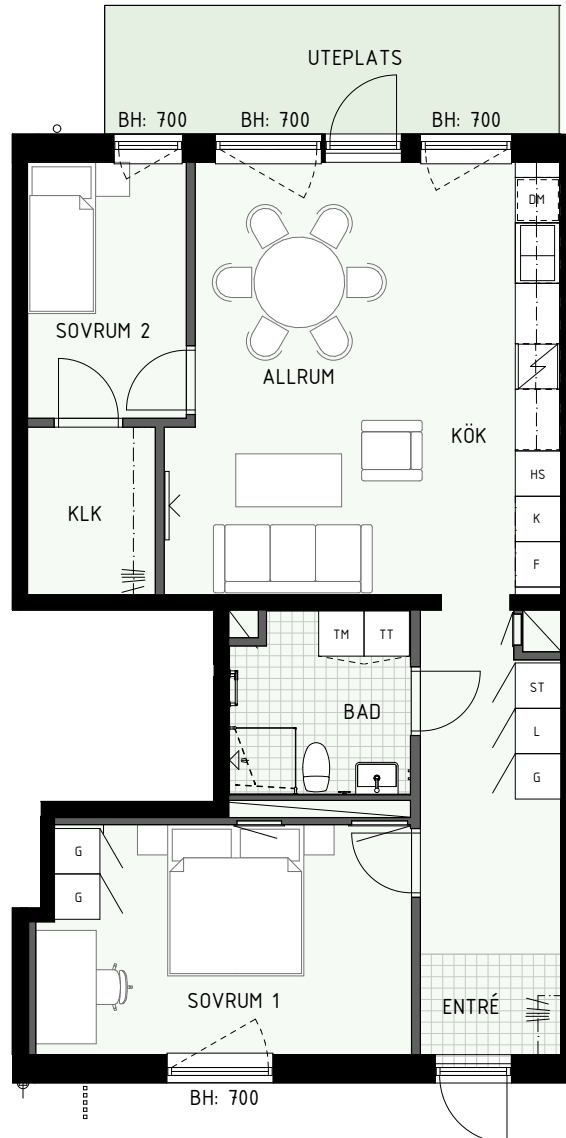 UTEPLATS
BH: 700
BH: 700
BH: 700
DM
SOVRUM 2
ALLRUM
KÖK
HS
KLK
K
F
TM
TT
ST
BAD
L
G
G
G
SOVRUM 1
ENTRÉ
BH: 700